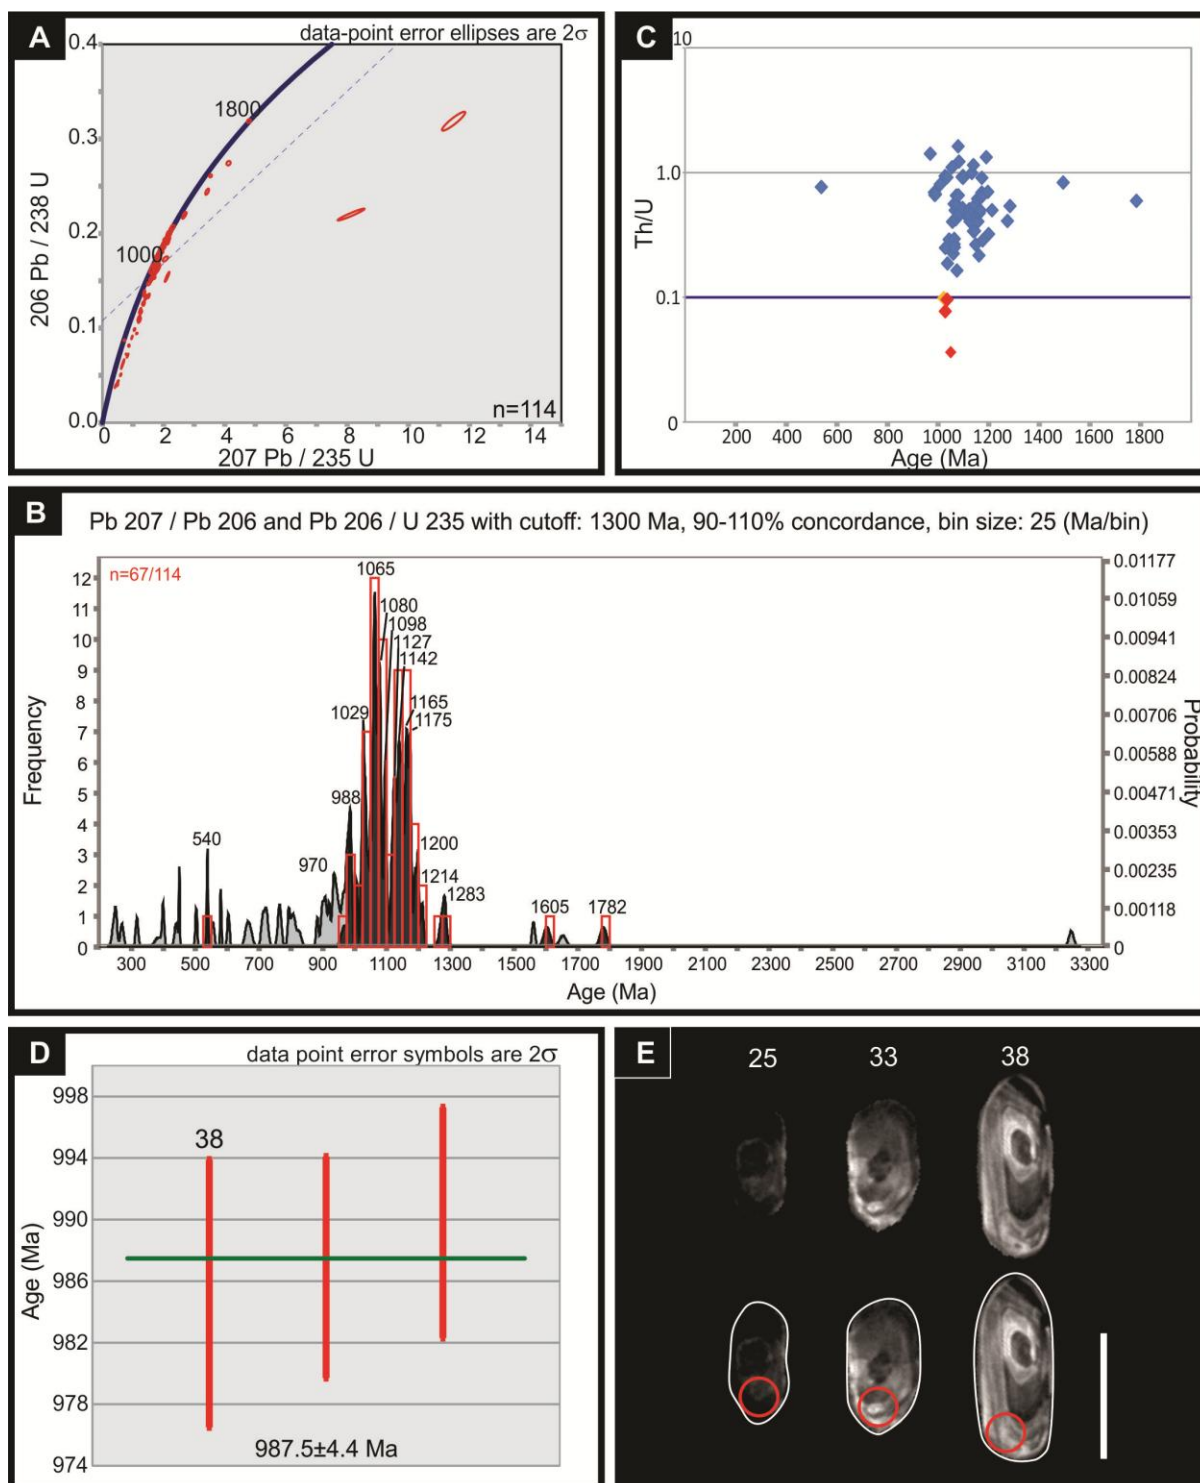 A
data-point error ellipses are 2σ
0.4
0.3
0.2
0.1
0.0
1800
1000
n=114
0 2 4 6 8 10 12 14
206 Pb / 238 U
207 Pb / 235 U
C
10
1.0
0.1
0
Th/U
200 400 600 800 1000 1200 1400 1600 1800
Age (Ma)
B
Pb 207 / Pb 206 and Pb 206 / U 235 with cutoff: 1300 Ma, 90-110% concordance, bin size: 25 (Ma/bin)
n=67/114
12
11
10
9
8
7
6
5
4
3
2
1
0
Frequency
540
970
988
1029
1065
1080
1098
1127
1142
1165
1175
1200
1214
1283
1605
1782
0.01177
0.01059
0.00941
0.00824
0.00706
0.00588
0.00471
0.00353
0.00235
0.00118
0
Probability
300 500 700 900 1100 1300 1500 1700 1900 2100 2300 2500 2700 2900 3100 3300
Age (Ma)
D
data point error symbols are 2σ
998
994
990
986
982
978
974
Age (Ma)
38
987.5±4.4 Ma
E
25 33 38